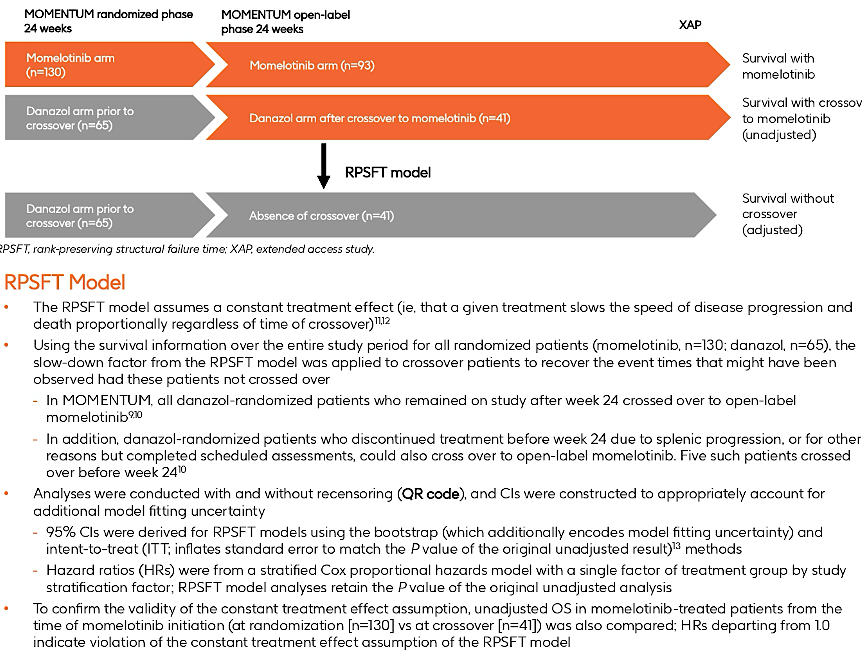 MOMENTUM randomized phase
24 weeks
MOMENTUM open-label
phase 24 weeks
XAP
Momelotinib arm
(n=130)
Momelotinib arm (n=93)
Survival with
momelotinib
Danazol arm prior to
crossover (n=65)
Danazol arm after crossover to momelotinib (n=41)
Survival with crossov
to momelotinib
(unadjusted)
RPSFT model
Danazol arm prior to
crossover (n=65)
Absence of crossover (n=41)
Survival without
crossover
(adjusted)
RPSFT, rank-preserving structural failure time; XAP, extended access study.
RPSFT Model
• The RPSFT model assumes a constant treatment effect (ie, that a given treatment slows the speed of disease progression and
death proportionally regardless of time of crossover)11,12
• Using the survival information over the entire study period for all randomized patients (momelotinib, n=130; danazol, n=65), the
slow-down factor from the RPSFT model was applied to crossover patients to recover the event times that might have been
observed had these patients not crossed over
- In MOMENTUM, all danazol-randomized patients who remained on study after week 24 crossed over to open-label
momelotinib9,10
- In addition, danazol-randomized patients who discontinued treatment before week 24 due to splenic progression, or for other
reasons but completed scheduled assessments, could also cross over to open-label momelotinib. Five such patients crossed
over before week 2410
• Analyses were conducted with and without recensoring (QR code), and CIs were constructed to appropriately account for
additional model fitting uncertainty
- 95% CIs were derived for RPSFT models using the bootstrap (which additionally encodes model fitting uncertainty) and
intent-to-treat (ITT; inflates standard error to match the P value of the original unadjusted result)13 methods
- Hazard ratios (HRs) were from a stratified Cox proportional hazards model with a single factor of treatment group by study
stratification factor; RPSFT model analyses retain the P value of the original unadjusted analysis
• To confirm the validity of the constant treatment effect assumption, unadjusted OS in momelotinib-treated patients from the
time of momelotinib initiation (at randomization [n=130] vs at crossover [n=41]) was also compared; HRs departing from 1.0
indicate violation of the constant treatment effect assumption of the RPSFT model